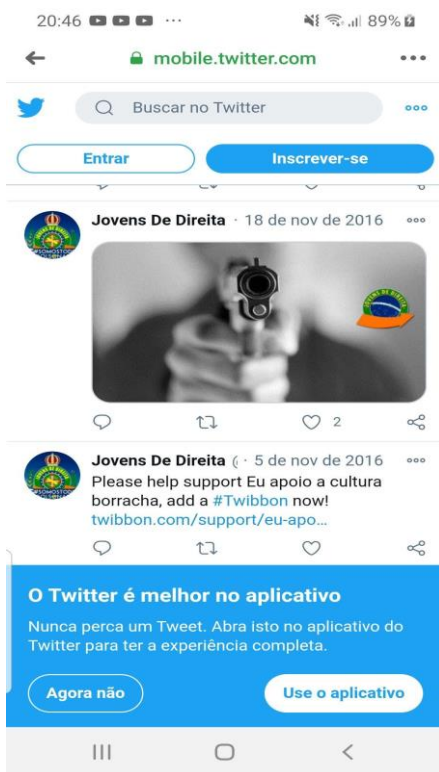 20:46 ... 89%
mobile.twitter.com
Buscar no Twitter
Entrar Inscrever-se
Jovens De Direita · 18 de nov de 2016
JOVENS DE DIREITA
2
Jovens De Direita (· 5 de nov de 2016
Please help support Eu apoio a cultura
borracha, add a #Twibbon now!
twibbon.com/support/eu-apo...
O Twitter é melhor no aplicativo
Nunca perca um Tweet. Abra isto no aplicativo do
Twitter para ter a experiência completa.
Agora não Use o aplicativo